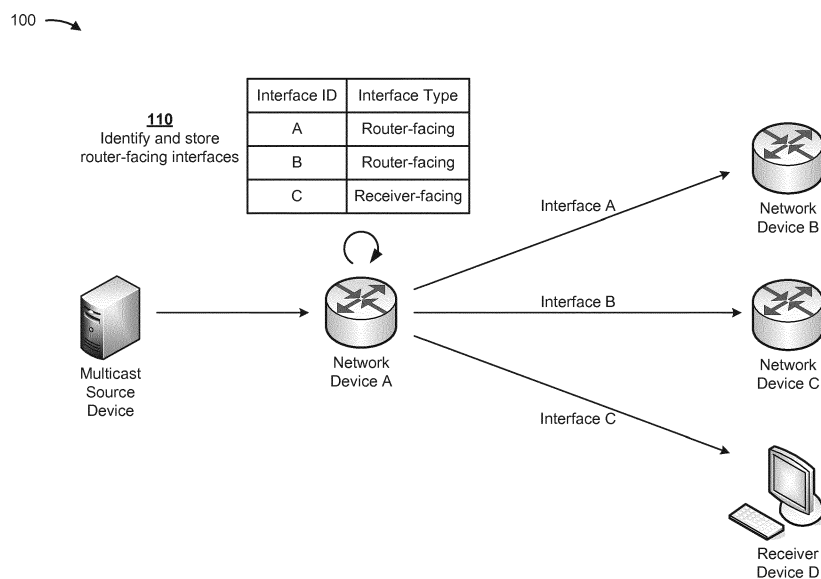 100
110
Identify and store
router-facing interfaces
Interface ID Interface Type
A Router-facing
B Router-facing
C Receiver-facing
Interface A
Network
Device B
Interface B
Network
Device A
Network
Device C
Multicast
Source
Device
Interface C
Receiver
Device D